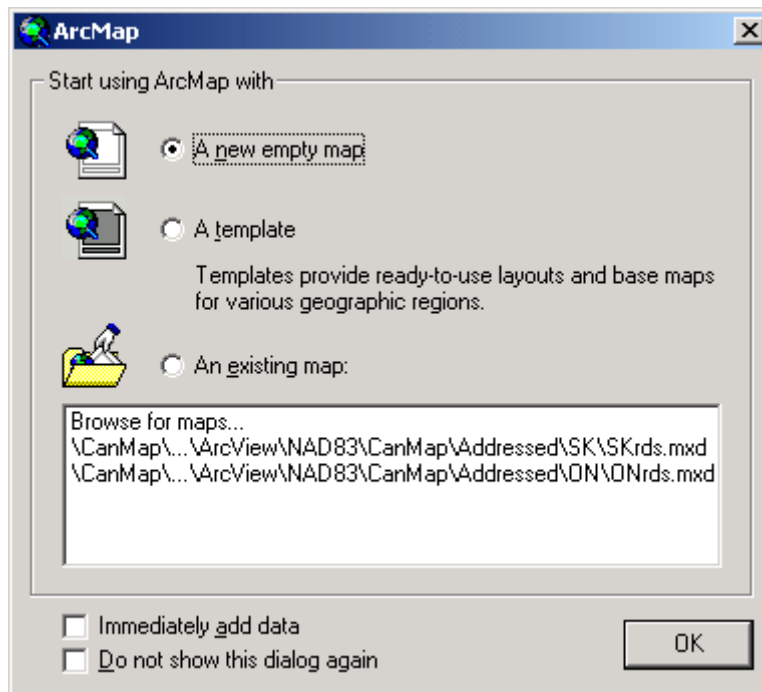 ArcMap
Start using ArcMap with
A new empty map
A template
Templates provide ready-to-use layouts and base maps
for various geographic regions.
An existing map:
Browse for maps...
\CanMap\...\ArcView\NAD83\CanMap\Addressed\SK\SKrds.mxd
\CanMap\...\ArcView\NAD83\CanMap\Addressed\ON\ONrds.mxd
Immediately add data
Do not show this dialog again
OK